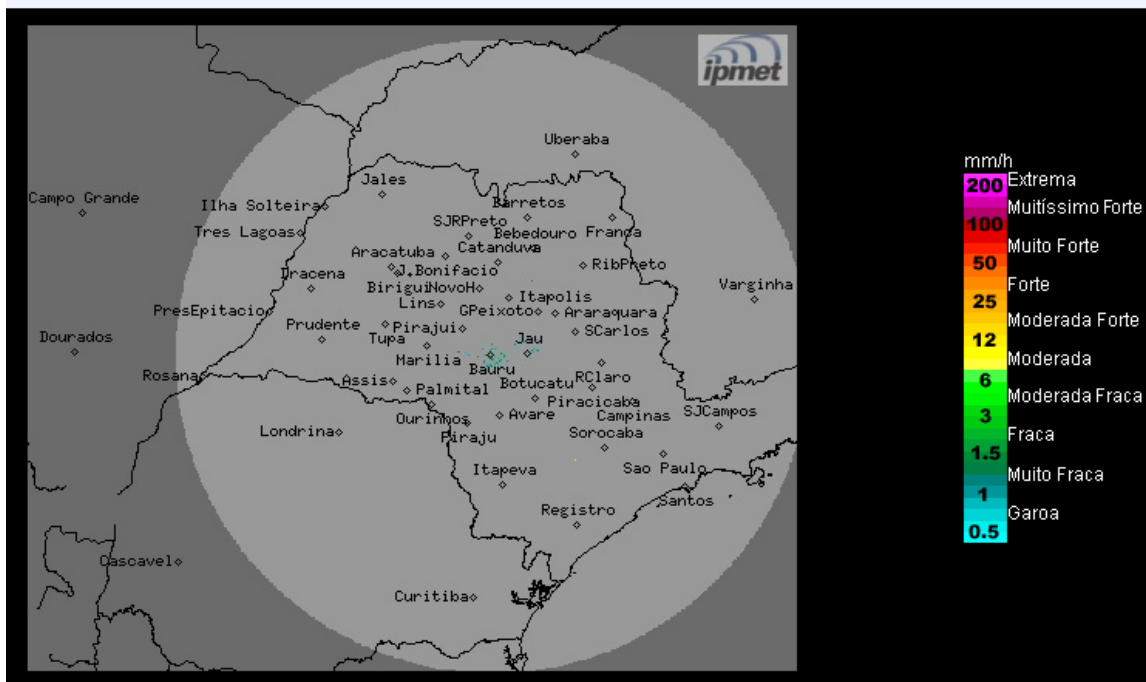 ipmet
Uberaba
Campo Grande
Jales
Ilha Solteira
Barretos
Tres Lagoas
SJRPreto
Bebedouro
Franca
Aracatuba
Catanduva
Dracena
J.Bonifacio
RibPreto
Birigui
NovoH
Varginha
Lins
Itapolis
PresEpitacio
GPeixoto
Araraquara
Prudente
Pirajui
SCarlos
Dourados
Tupa
Jau
Marilia
Bauru
Rosana
Assis
Palmital
Botucatu
RClaro
Piracicaba
Ourinhos
Avare
Campinas
SJCampos
Londrina
Piraju
Sorocaba
Itapeva
Sao Paulo
Santos
Registro
Cascavel
Curitiba
mm/h
200 Extrema
Muitíssimo Forte
100
Muito Forte
50
Forte
25
Moderada Forte
12
Moderada
6
Moderada Fraca
3
Fraca
1.5
Muito Fraca
1
Garoa
0.5